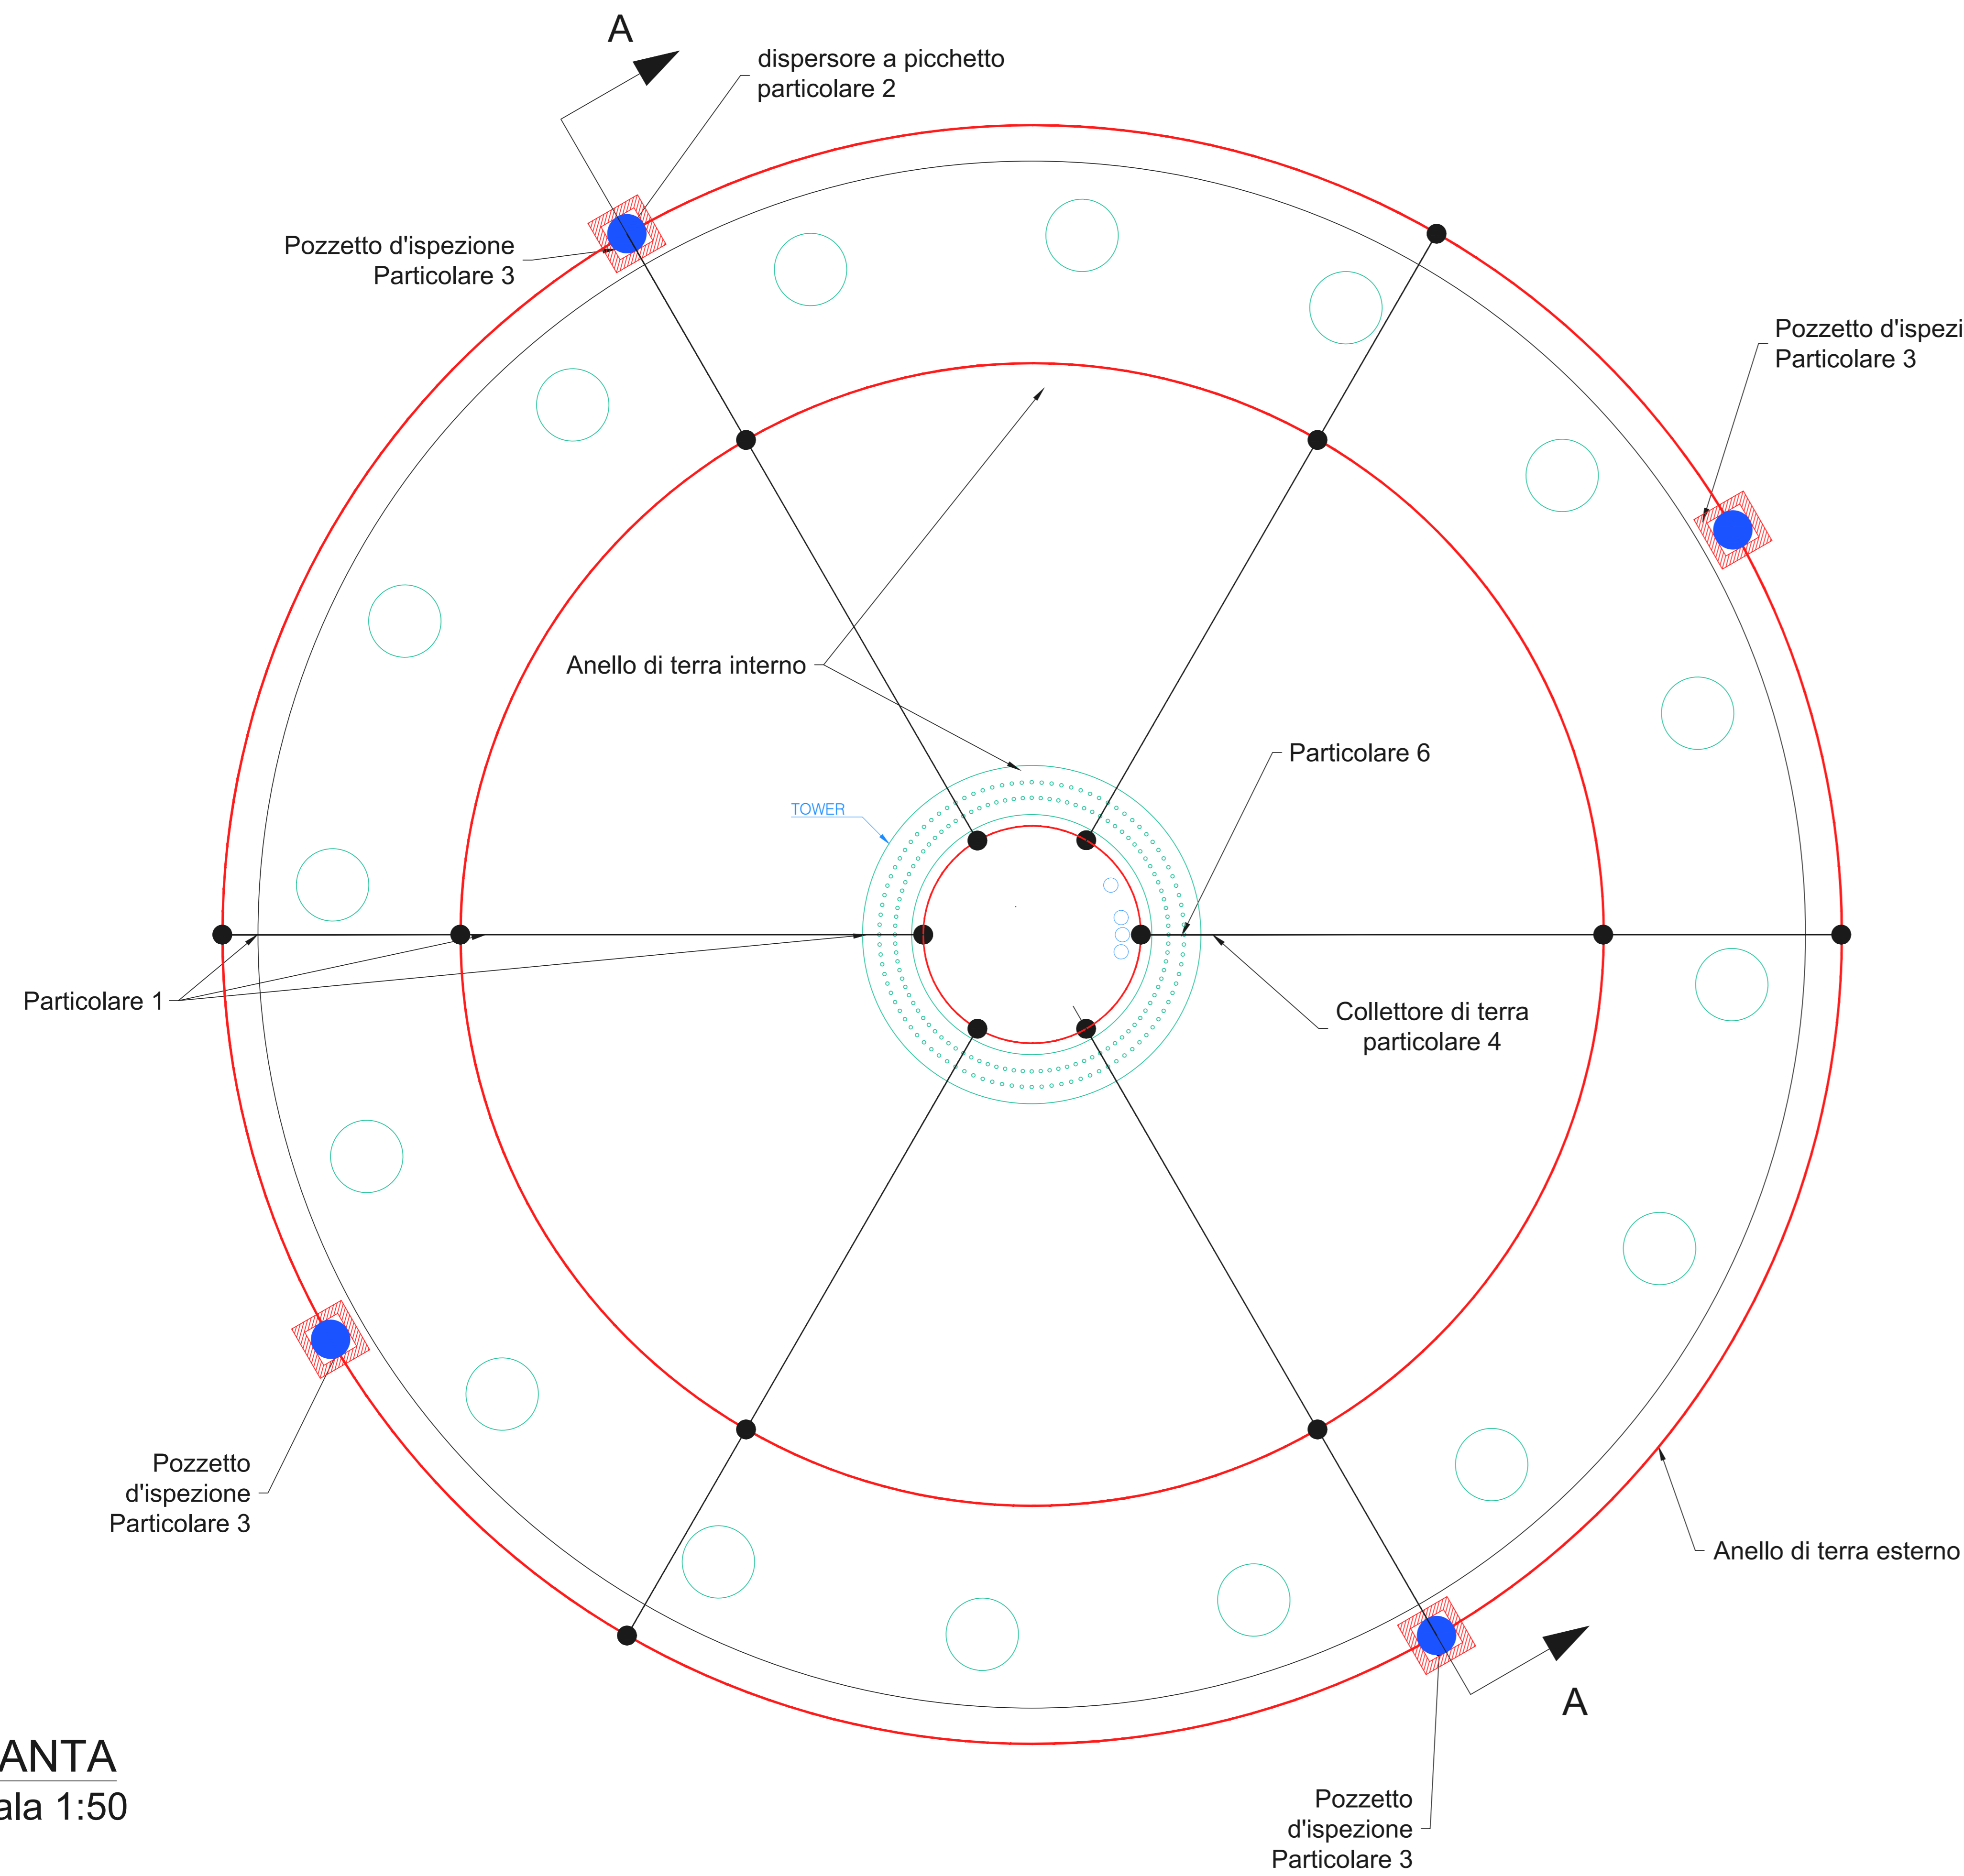 A
dispersore a picchetto
particolare 2
Pozzetto d'ispezione
Particolare 3
Pozzetto d'ispezi
Particolare 3
Anello di terra interno
Particolare 6
TOWER
Particolare 1
Collettore di terra
particolare 4
Pozzetto
d'ispezione
Particolare 3
Anello di terra esterno
A
ANTA
ala 1:50
Pozzetto
d'ispezione
Particolare 3